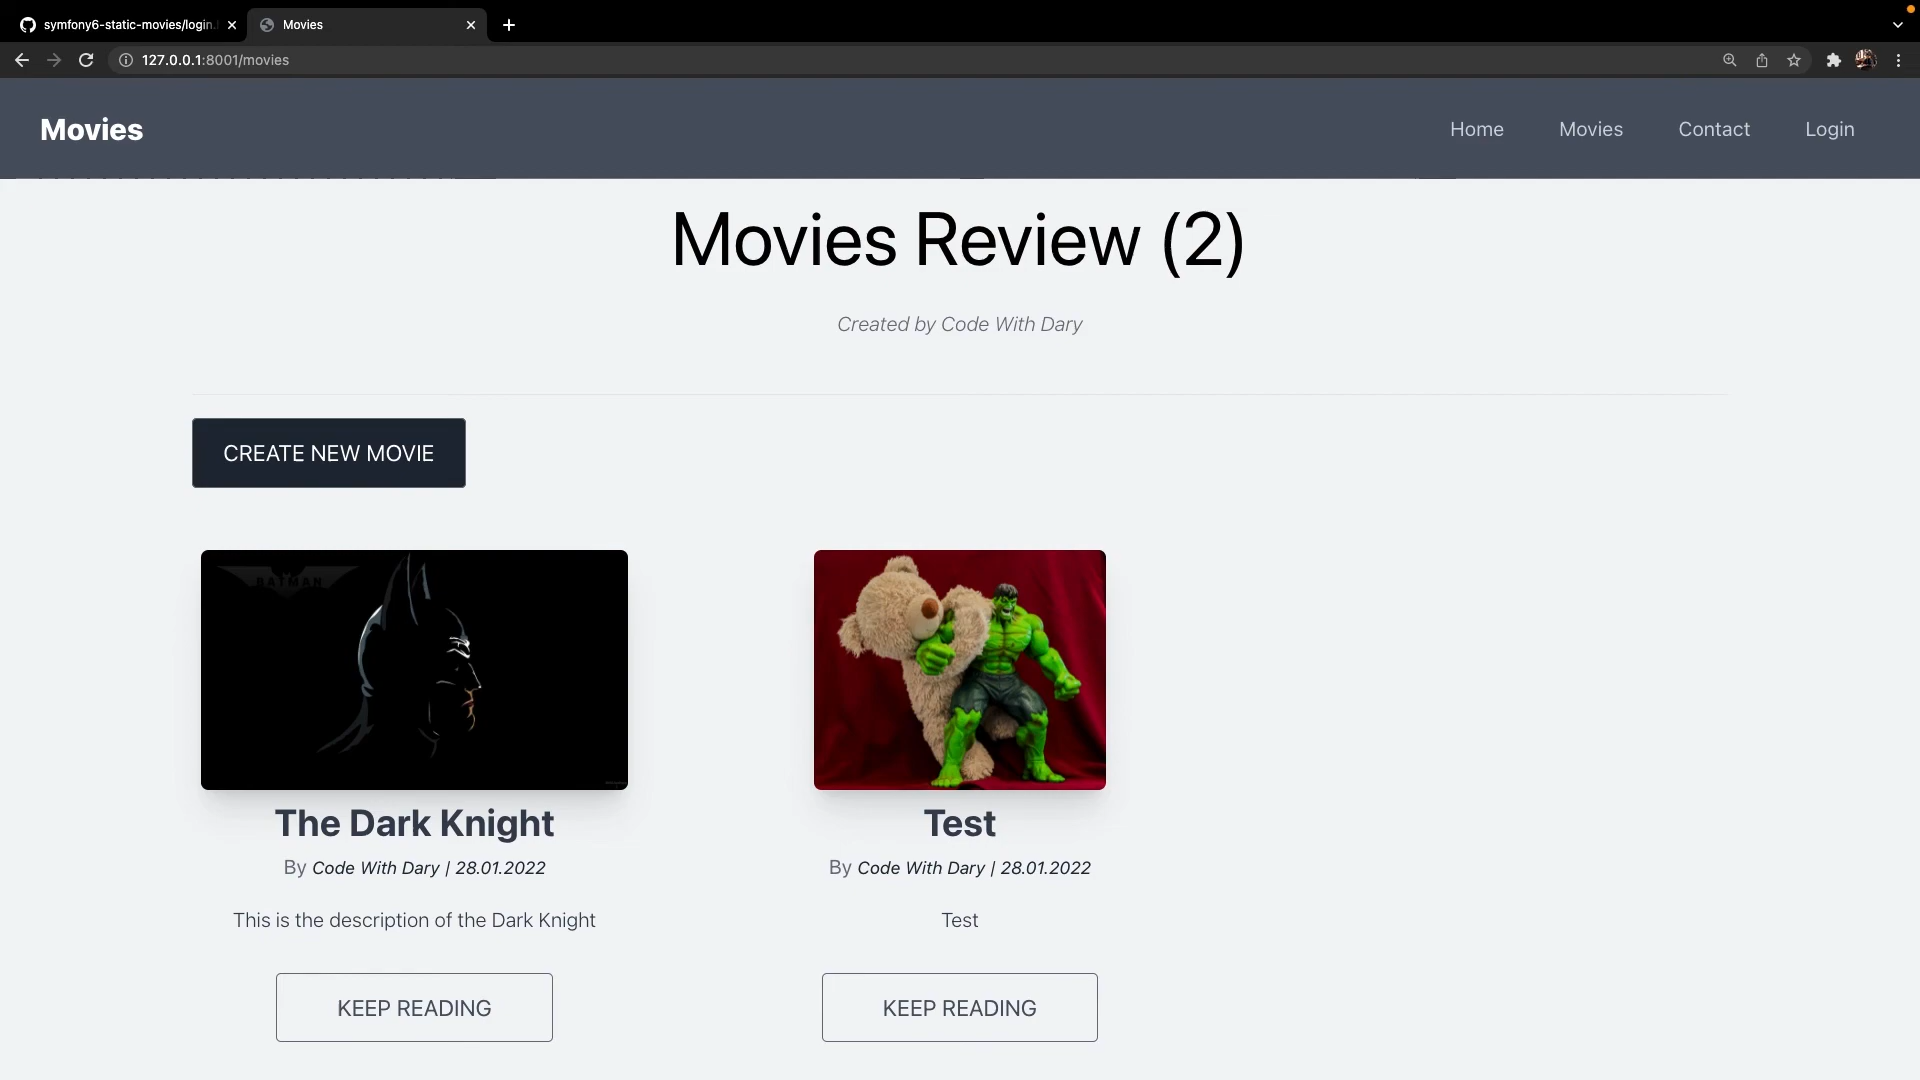 symfony6-static-movies/login.
Movies
127.0.0.1:8001/movies
Movies
Home
Movies
Contact
Login
Movies Review (2)
Created by Code With Dary
CREATE NEW MOVIE
BATMAN
The Dark Knight
By Code With Dary | 28.01.2022
This is the description of the Dark Knight
KEEP READING
Test
By Code With Dary | 28.01.2022
Test
KEEP READING